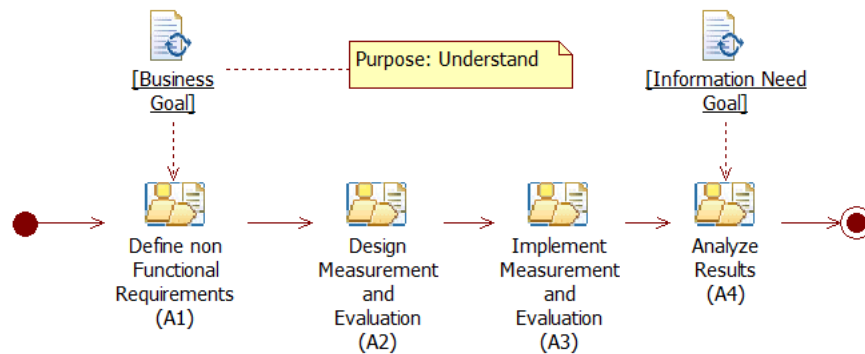 [Business
Goal]
Purpose: Understand
[Information Need
Goal]
Define non
Functional
Requirements
(A1)
Design
Measurement
and
Evaluation
(A2)
Implement
Measurement
and
Evaluation
(A3)
Analyze
Results
(A4)